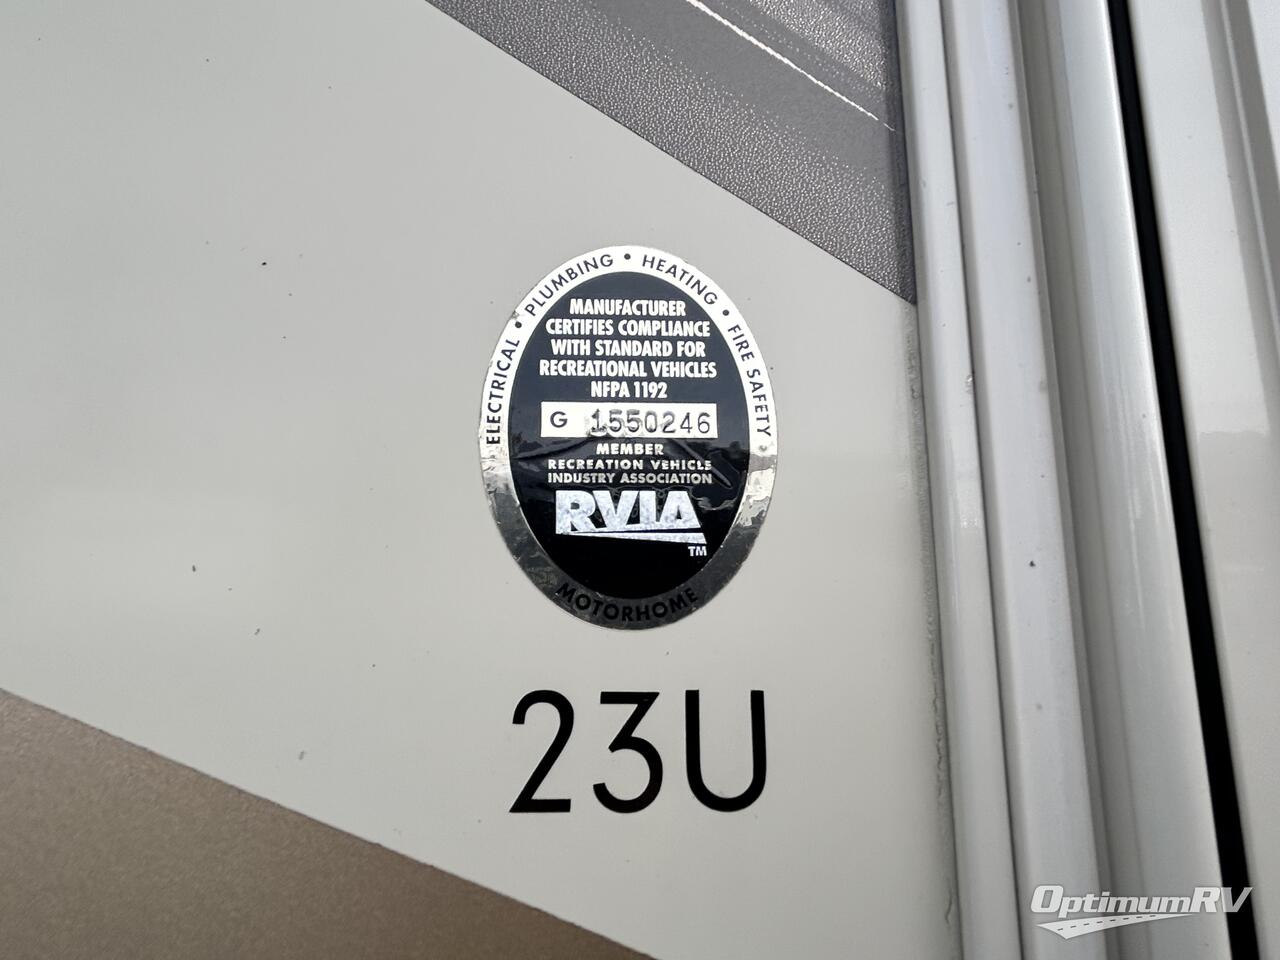 ELECTRICAL • PLUMBING • HEATING • FIRE SAFETY
MANUFACTURER
CERTIFIES COMPLIANCE
WITH STANDARD FOR
RECREATIONAL VEHICLES
NFPA 1192
G 1550246
MEMBER
RECREATION VEHICLE
INDUSTRY ASSOCIATION
RVIA
TM
MOTORHOME
23U
OptimumRV